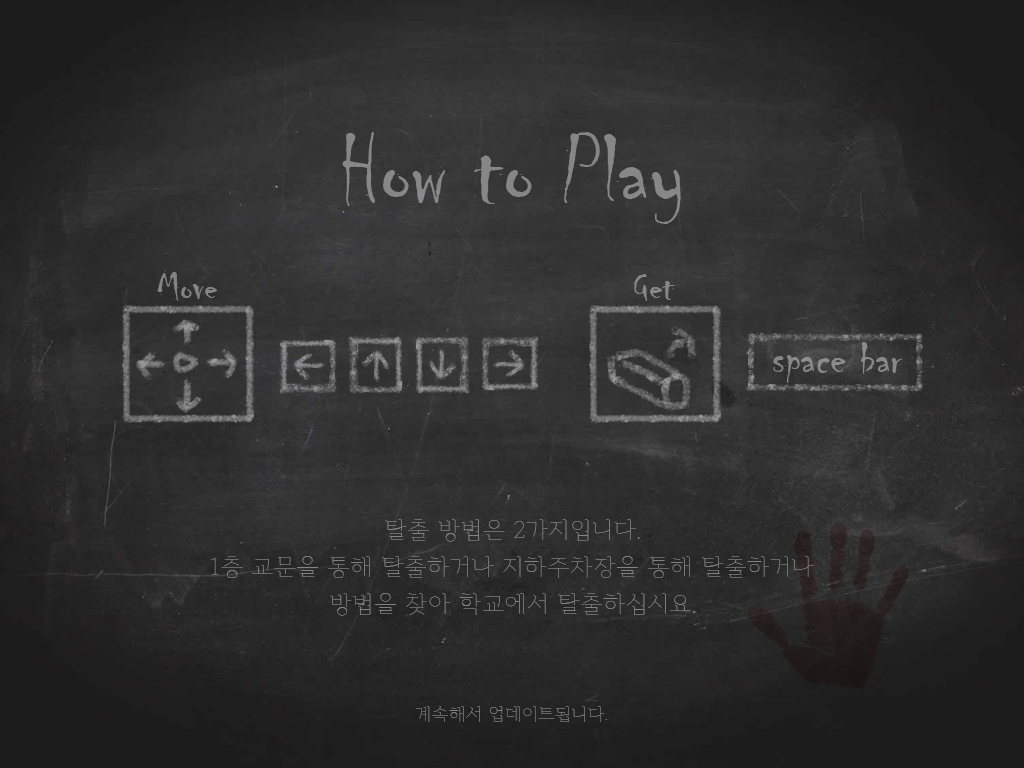 How to Play
Move
Get
space bar
탈출 방법은 2가지입니다.
1층 교문을 통해 탈출하거나 지하주차장을 통해 탈출하거나
방법을 찾아 학교에서 탈출하십시요.
계속해서 업데이트됩니다.